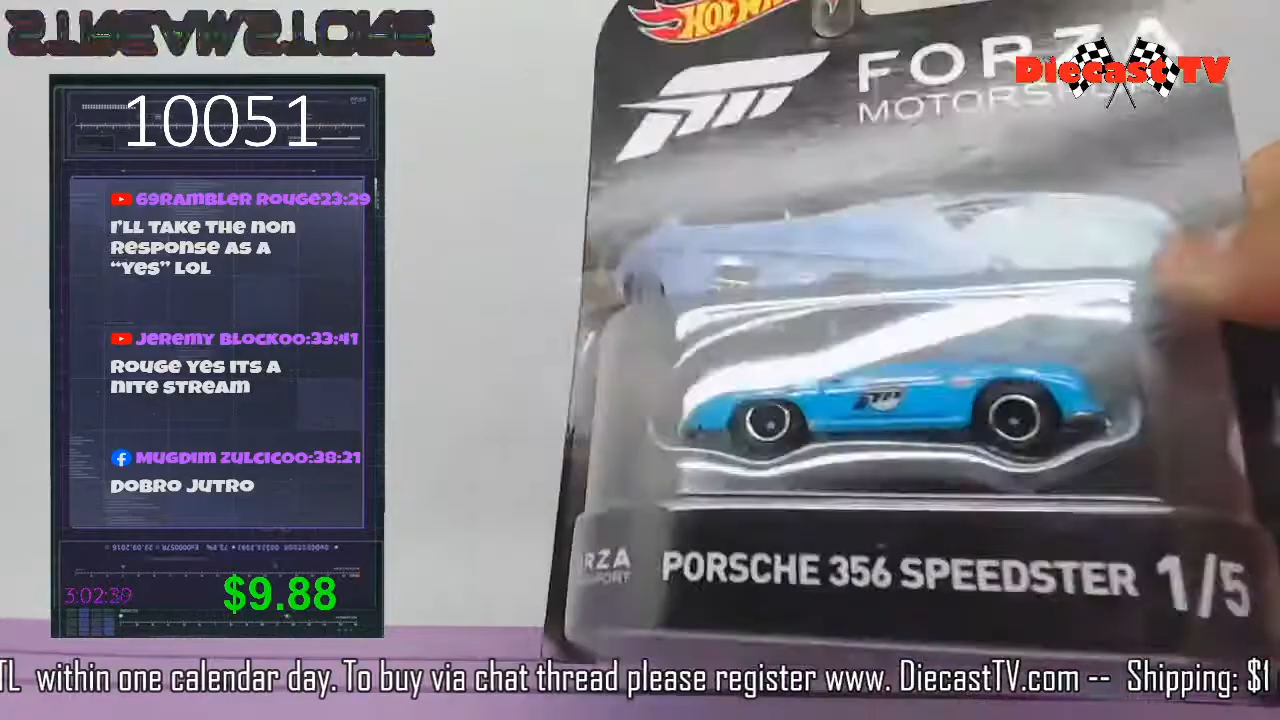 10051
69Rambler Rouge23:29
I'll take the non
response as a
"yes" lol
Jeremy Block00:33:41
Rouge yes its a
nite stream
Mugdim Zulcic00:38:21
Dobro jutro
3:02:39
$9.88
HOT WHEELS
FORZA
MOTORSPORT
Diecast TV
PORSCHE 356 SPEEDSTER 1/5
TL within one calendar day. To buy via chat thread please register www. DiecastTV.com -- Shipping: $1